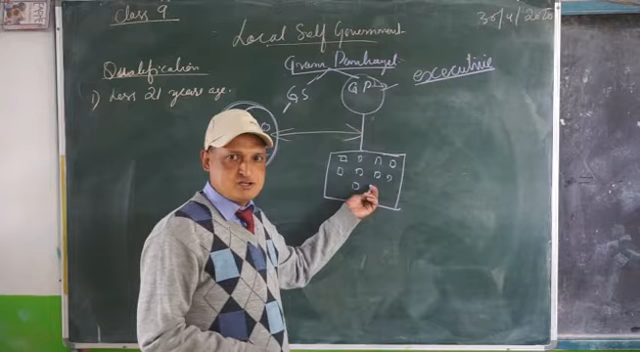 Class 9
30/4/2020
Local Self Government
Gram Panchayat
Qualification
executive
GS
GP
1) Less 21 years age.